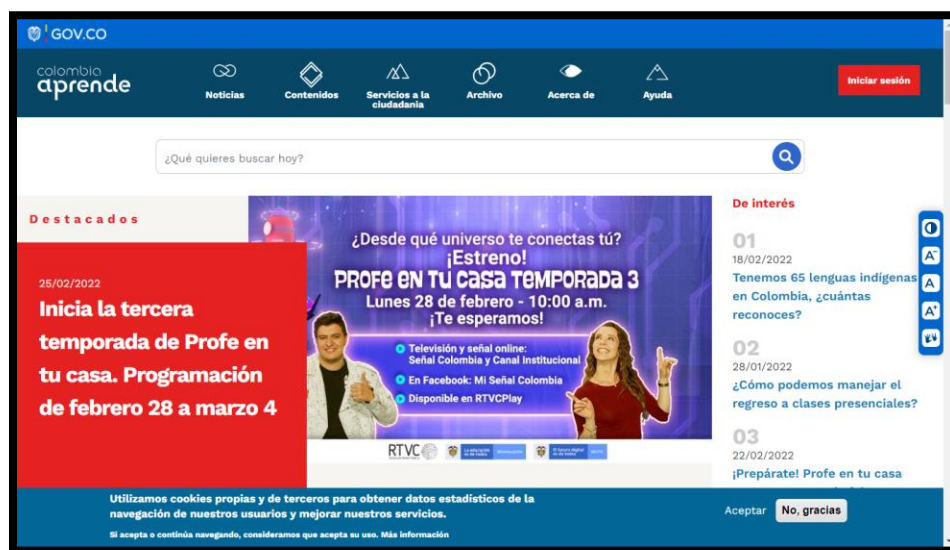 GOV.CO
colombia
aprende
Noticias
Contenidos
Servicios a la
ciudadania
Archivo
Acerca de
Ayuda
Iniciar sesión
¿Qué quieres buscar hoy?
Destacados
25/02/2022
Inicia la tercera
temporada de Profe en
tu casa. Programación
de febrero 28 a marzo 4
¿Desde qué universo te conectas tú?
¡Estreno!
PROFE EN TU CASA TEMPORADA 3
Lunes 28 de febrero - 10:00 a.m.
¡Te esperamos!
Televisión y señal online:
Señal Colombia y Canal Institucional
En Facebook: Mi Señal Colombia
Disponible en RTVCPlay
RTVC
De interés
01
18/02/2022
Tenemos 65 lenguas indígenas
en Colombia, ¿cuántas
reconoces?
02
28/01/2022
¿Cómo podemos manejar el
regreso a clases presenciales?
03
22/02/2022
¡Prepárate! Profe en tu casa
A-
A
A+
Utilizamos cookies propias y de terceros para obtener datos estadísticos de la
navegación de nuestros usuarios y mejorar nuestros servicios.
Si acepta o continúa navegando, consideramos que acepta su uso. Más información
Aceptar
No, gracias